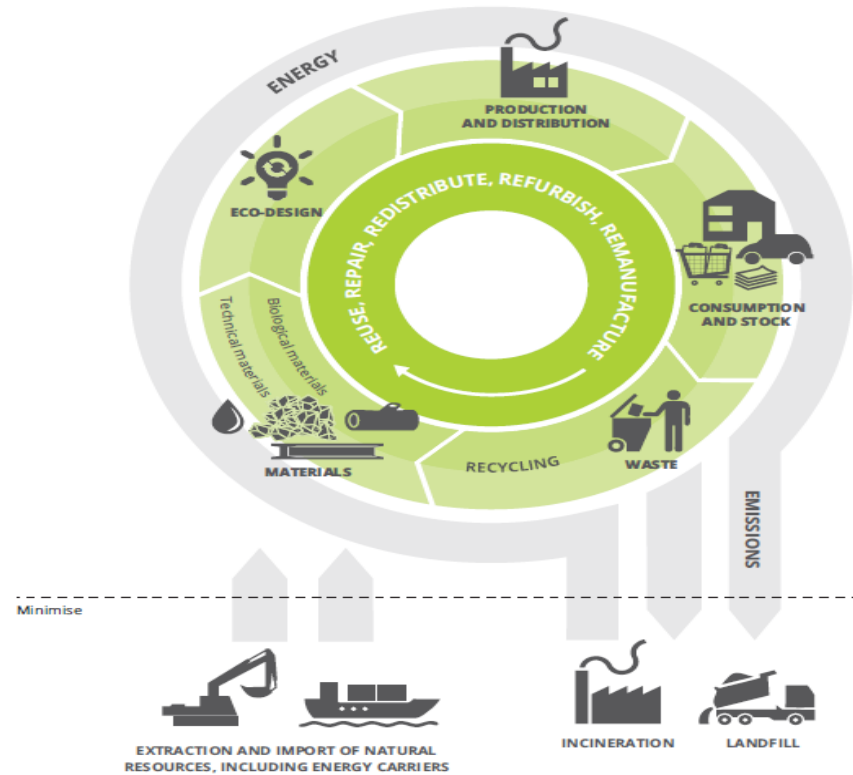 ENERGY
PRODUCTION
AND DISTRIBUTION
ECO-DESIGN
REUSE, REPAIR, REDISTRIBUTE, REFURBISH, REMANUFACTURE
CONSUMPTION
AND STOCK
Technical materials
Biological materials
MATERIALS
RECYCLING
WASTE
EMISSIONS
Minimise
EXTRACTION AND IMPORT OF NATURAL
RESOURCES, INCLUDING ENERGY CARRIERS
INCINERATION
LANDFILL